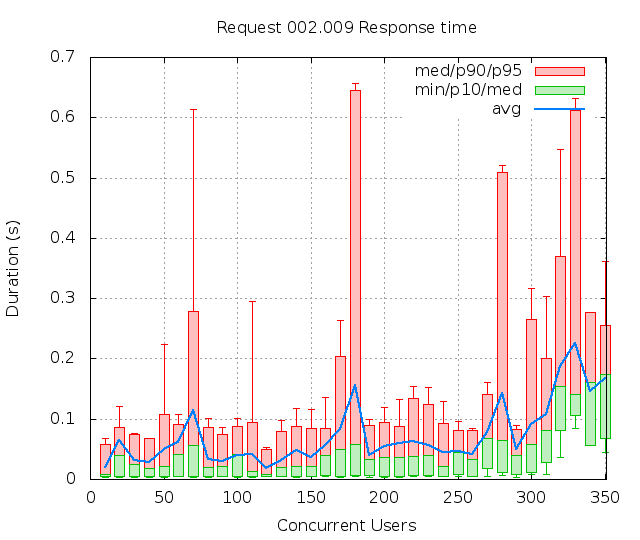 Request 002.009 Response time
0.7
0.6
0.5
0.4
0.3
0.2
0.1
0
Duration (s)
med/p90/p95
min/p10/med
avg
0 50 100 150 200 250 300 350
Concurrent Users